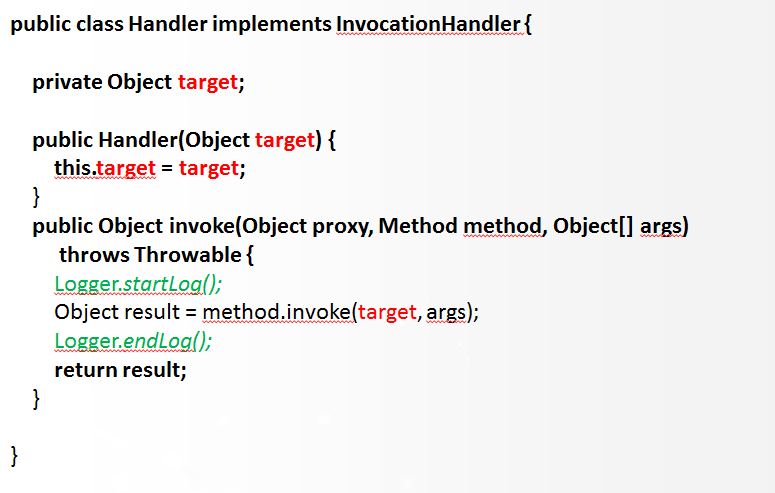 public class Handler implements InvocationHandler {
private Object target;
public Handler(Object target) {
this.target = target;
}
public Object invoke(Object proxy, Method method, Object[] args)
throws Throwable {
Logger.startLog();
Object result = method.invoke(target, args);
Logger.endLog();
return result;
}
}